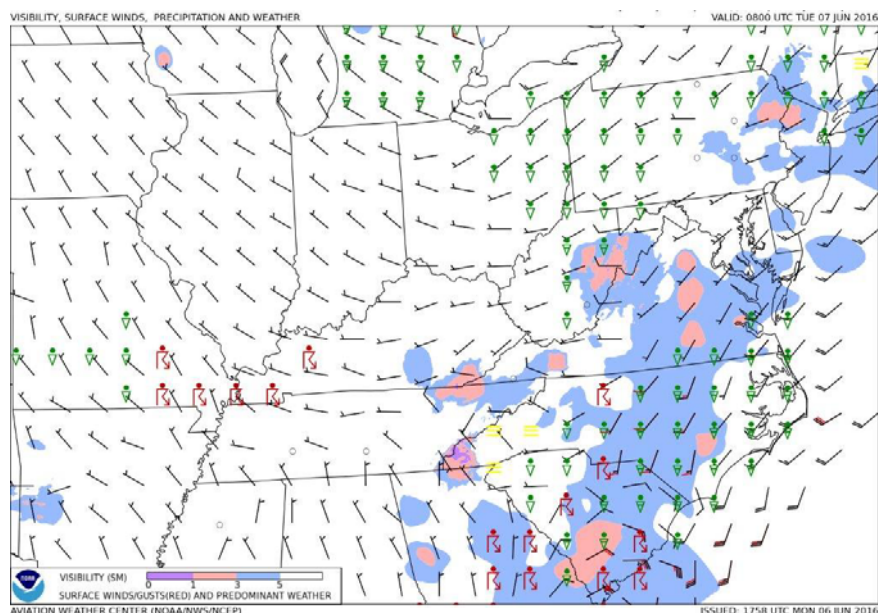 VISIBILITY, SURFACE WINDS, PRECIPITATION AND WEATHER
VALID: 0800 UTC TUE 07 JUN 2016
VISIBILITY (SM)
0 1 3 5
SURFACE WINDS/GUSTS(RED) AND PREDOMINANT WEATHER
AVIATION WEATHER CENTER (NOAA/NWS/NCEP)
ISSUED: 1758 UTC MON 06 JUN 2016